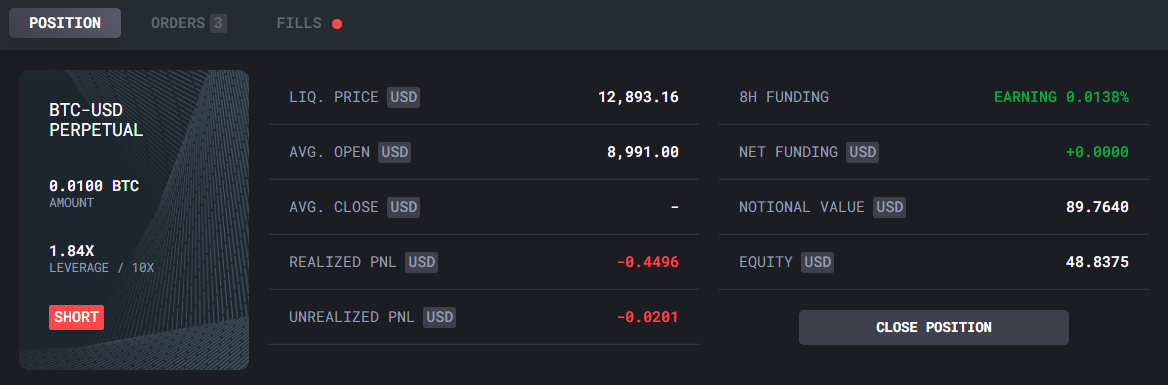 POSITION ORDERS 3 FILLS
BTC-USD
PERPETUAL
0.0100 BTC
AMOUNT
1.84X
LEVERAGE / 10X
SHORT
LIQ. PRICE USD 12,893.16
AVG. OPEN USD 8,991.00
AVG. CLOSE USD –
REALIZED PNL USD -0.4496
UNREALIZED PNL USD -0.0201
8H FUNDING EARNING 0.0138%
NET FUNDING USD +0.0000
NOTIONAL VALUE USD 89.7640
EQUITY USD 48.8375
CLOSE POSITION